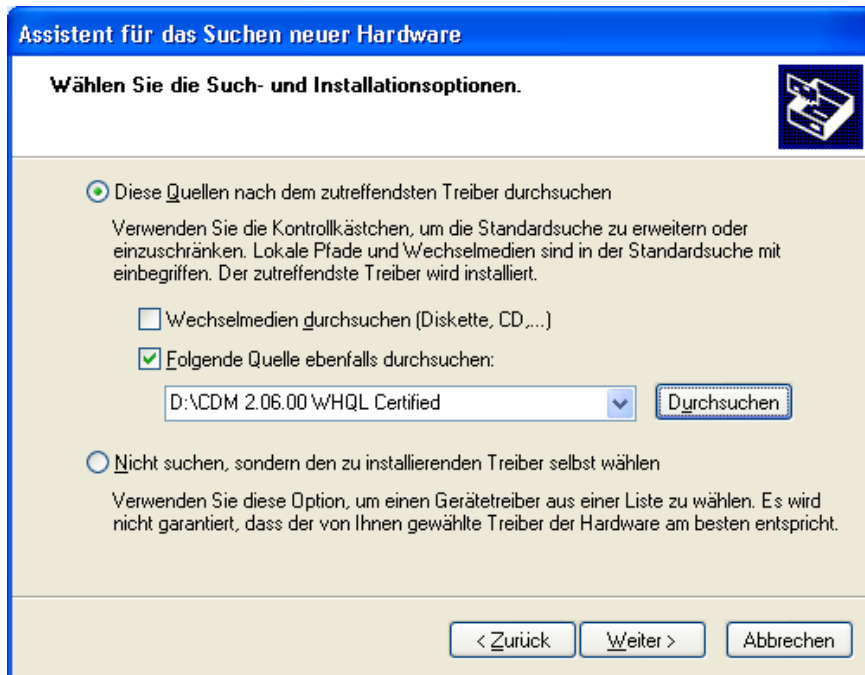 Assistent für das Suchen neuer Hardware
Wählen Sie die Such- und Installationsoptionen.
Diese Quellen nach dem zutreffendsten Treiber durchsuchen
Verwenden Sie die Kontrollkästchen, um die Standardsuche zu erweitern oder
einzuschränken. Lokale Pfade und Wechselmedien sind in der Standardsuche mit
einbegriffen. Der zutreffendste Treiber wird installiert.
Wechselmedien durchsuchen (Diskette, CD,...)
Folgende Quelle ebenfalls durchsuchen:
D:\CDM 2.06.00 WHQL Certified
Durchsuchen
Nicht suchen, sondern den zu installierenden Treiber selbst wählen
Verwenden Sie diese Option, um einen Gerätetreiber aus einer Liste zu wählen. Es wird
nicht garantiert, dass der von Ihnen gewählte Treiber der Hardware am besten entspricht.
< Zurück
Weiter >
Abbrechen